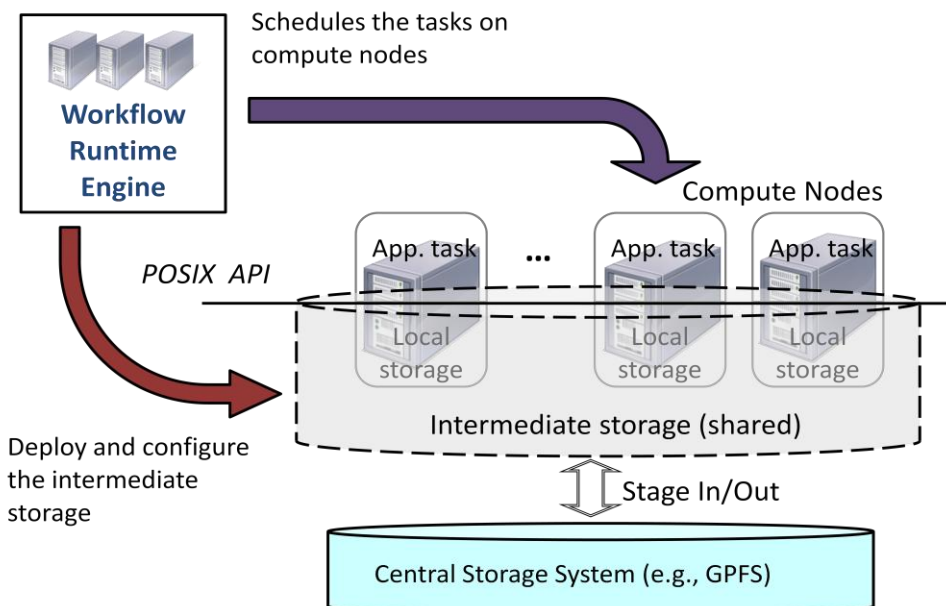 Schedules the tasks on
compute nodes
Workflow
Runtime
Engine
Compute Nodes
App. task
...
App. task
App. task
POSIX API
Local
storage
Local
storage
Local
storage
Intermediate storage (shared)
Deploy and configure
the intermediate
storage
Stage In/Out
Central Storage System (e.g., GPFS)